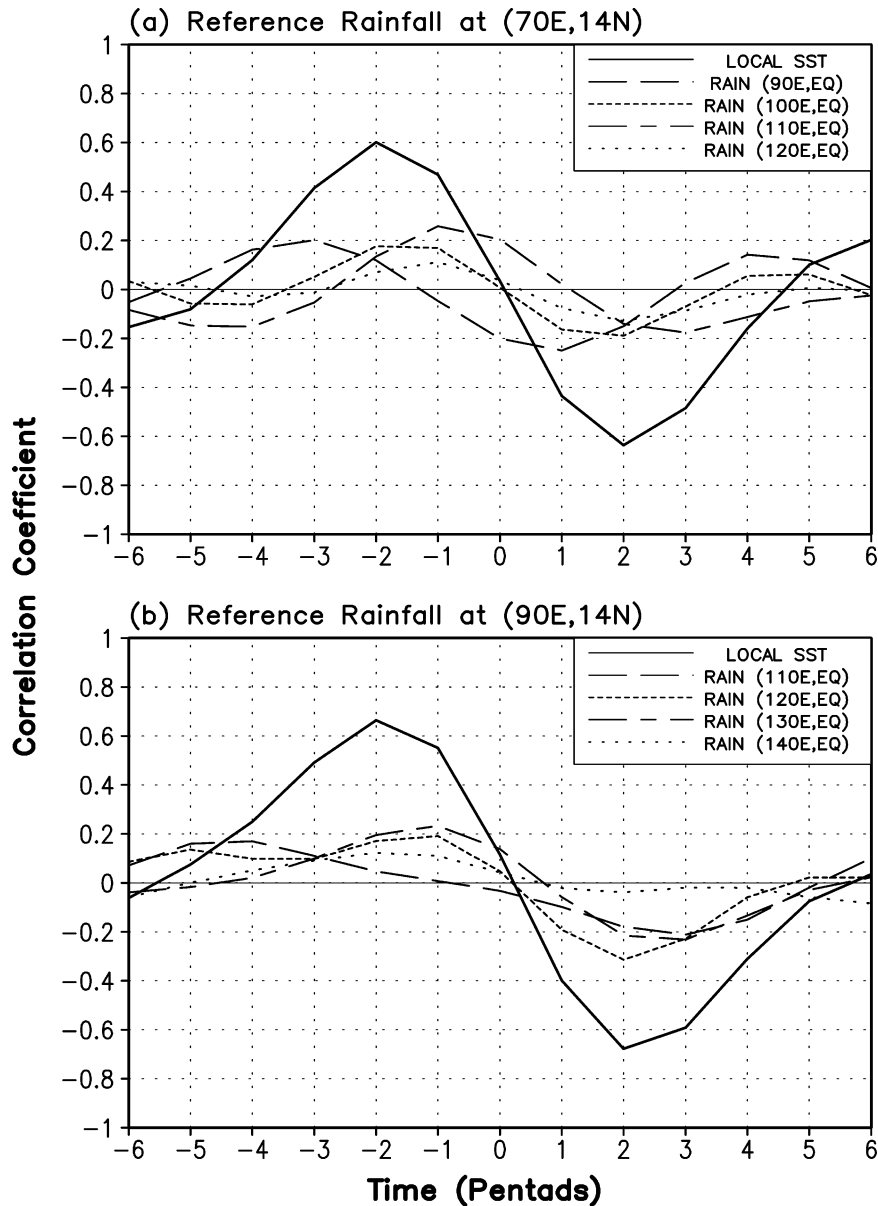 (a) Reference Rainfall at (70E,14N)
LOCAL SST
RAIN (90E,EQ)
RAIN (100E,EQ)
RAIN (110E,EQ)
RAIN (120E,EQ)
1
0.8
0.6
0.4
0.2
0
−0.2
−0.4
−0.6
−0.8
−1
−6 −5 −4 −3 −2 −1 0 1 2 3 4 5 6
Correlation Coefficient
(b) Reference Rainfall at (90E,14N)
LOCAL SST
RAIN (110E,EQ)
RAIN (120E,EQ)
RAIN (130E,EQ)
RAIN (140E,EQ)
1
0.8
0.6
0.4
0.2
0
−0.2
−0.4
−0.6
−0.8
−1
−6 −5 −4 −3 −2 −1 0 1 2 3 4 5 6
Time (Pentads)